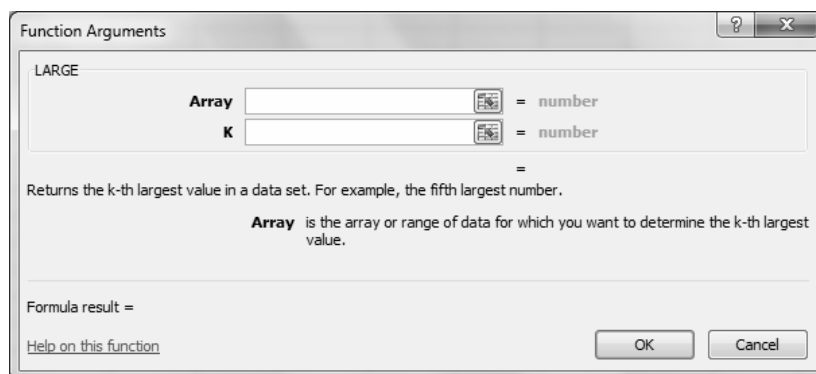 Function Arguments
? x
LARGE
Array = number
K = number
=
Returns the k-th largest value in a data set. For example, the fifth largest number.
Array is the array or range of data for which you want to determine the k-th largest
value.
Formula result =
Help on this function
OK Cancel